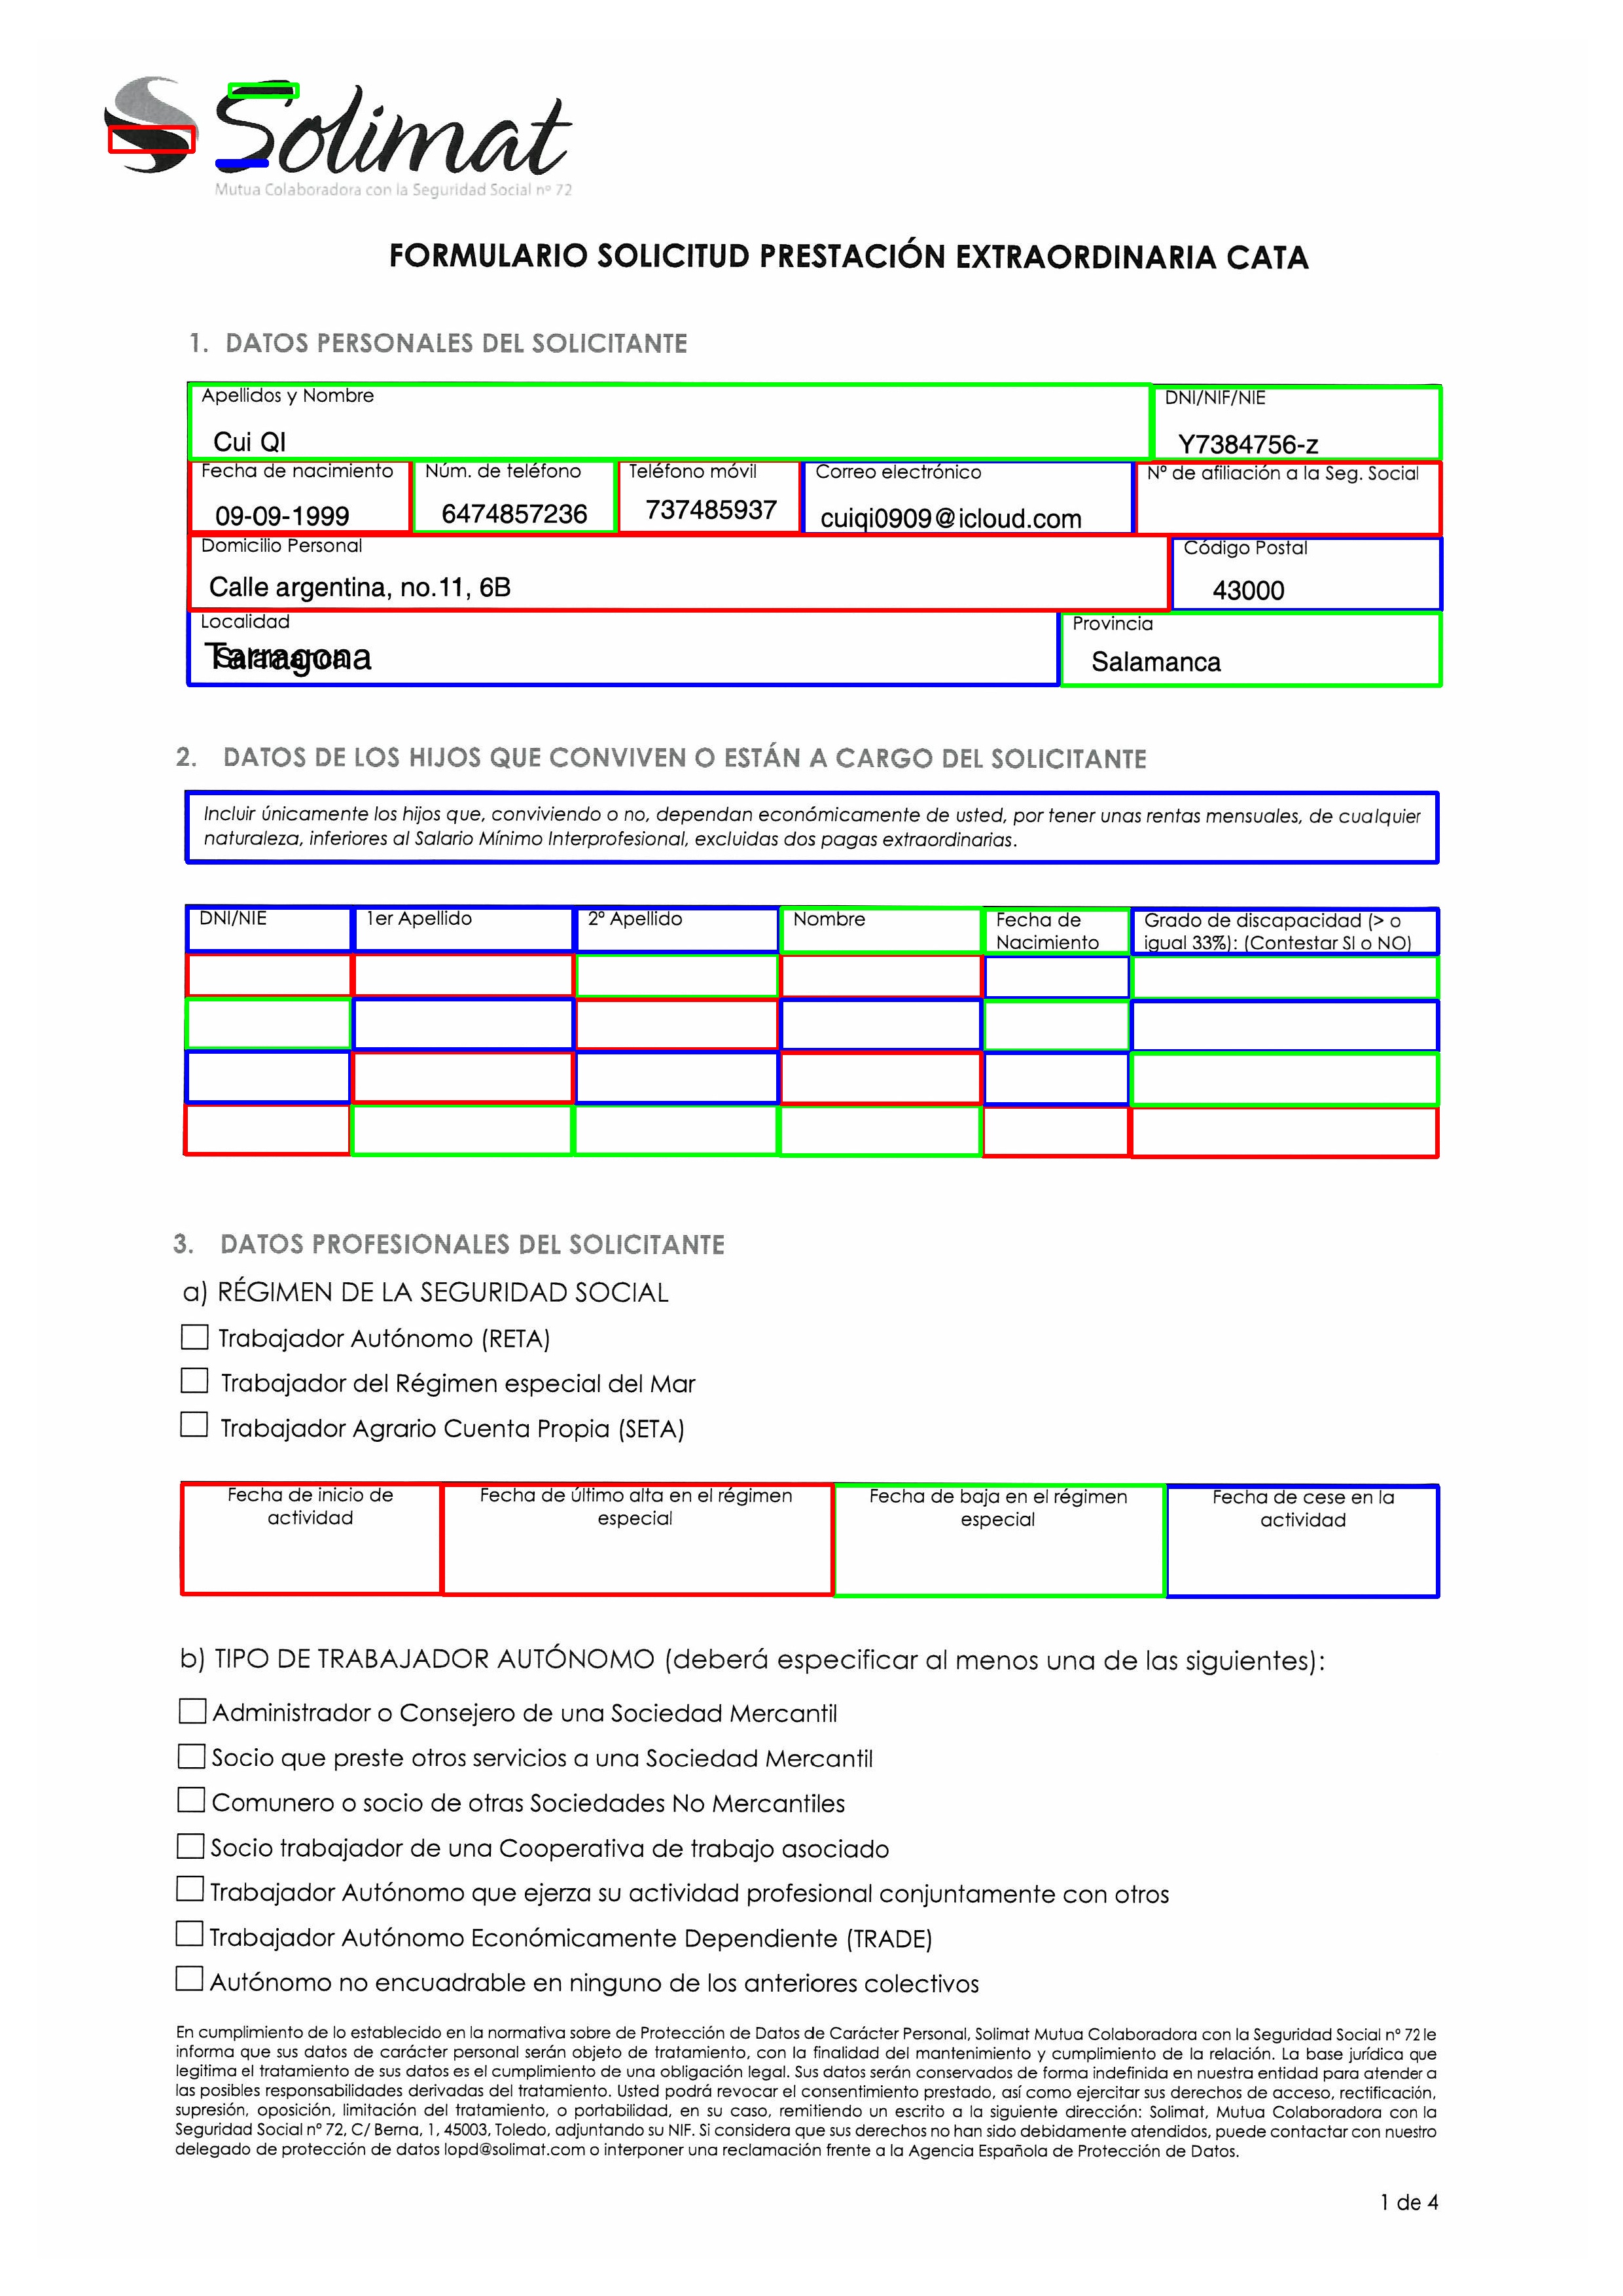 Solimat
Mutua Colaboradora con la Seguridad Social nº 72
FORMULARIO SOLICITUD PRESTACIÓN EXTRAORDINARIA CATA
1. DATOS PERSONALES DEL SOLICITANTE
Apellidos y Nombre DNI/NIF/NIE
Cui QI Y7384756-z
Fecha de nacimiento Núm. de teléfono Teléfono móvil Correo electrónico Nº de afiliación a la Seg. Social
09-09-1999 6474857236 737485937 cuiqi0909@icloud.com
Domicilio Personal Código Postal
Calle argentina, no.11, 6B 43000
Localidad Provincia
Tarragona Salamanca
2. DATOS DE LOS HIJOS QUE CONVIVEN O ESTÁN A CARGO DEL SOLICITANTE
Incluir únicamente los hijos que, conviviendo o no, dependan económicamente de usted, por tener unas rentas mensuales, de cualquier
naturaleza, inferiores al Salario Mínimo Interprofesional, excluidas dos pagas extraordinarias.
DNI/NIE 1er Apellido 2º Apellido Nombre Fecha de Grado de discapacidad (> o
Nacimiento igual 33%): (Contestar SI o NO)
3. DATOS PROFESIONALES DEL SOLICITANTE
a) RÉGIMEN DE LA SEGURIDAD SOCIAL
Trabajador Autónomo (RETA)
Trabajador del Régimen especial del Mar
Trabajador Agrario Cuenta Propia (SETA)
Fecha de inicio de Fecha de último alta en el régimen Fecha de baja en el régimen Fecha de cese en la
actividad especial especial actividad
b) TIPO DE TRABAJADOR AUTÓNOMO (deberá especificar al menos una de las siguientes):
Administrador o Consejero de una Sociedad Mercantil
Socio que preste otros servicios a una Sociedad Mercantil
Comunero o socio de otras Sociedades No Mercantiles
Socio trabajador de una Cooperativa de trabajo asociado
Trabajador Autónomo que ejerza su actividad profesional conjuntamente con otros
Trabajador Autónomo Económicamente Dependiente (TRADE)
Autónomo no encuadrable en ninguno de los anteriores colectivos
En cumplimiento de lo establecido en la normativa sobre de Protección de Datos de Carácter Personal, Solimat Mutua Colaboradora con la Seguridad Social nº 72 le
informa que sus datos de carácter personal serán objeto de tratamiento, con la finalidad del mantenimiento y cumplimiento de la relación. La base jurídica que
legitima el tratamiento de sus datos es el cumplimiento de una obligación legal. Sus datos serán conservados de forma indefinida en nuestra entidad para atender a
las posibles responsabilidades derivadas del tratamiento. Usted podrá revocar el consentimiento prestado, así como ejercitar sus derechos de acceso, rectificación,
supresión, oposición, limitación del tratamiento, o portabilidad, en su caso, remitiendo un escrito a la siguiente dirección: Solimat, Mutua Colaboradora con la
Seguridad Social nº 72, C/ Berna, 1, 45003, Toledo, adjuntando su NIF. Si considera que sus derechos no han sido debidamente atendidos, puede contactar con nuestro
delegado de protección de datos lopd@solimat.com o interponer una reclamación frente a la Agencia Española de Protección de Datos.
1 de 4